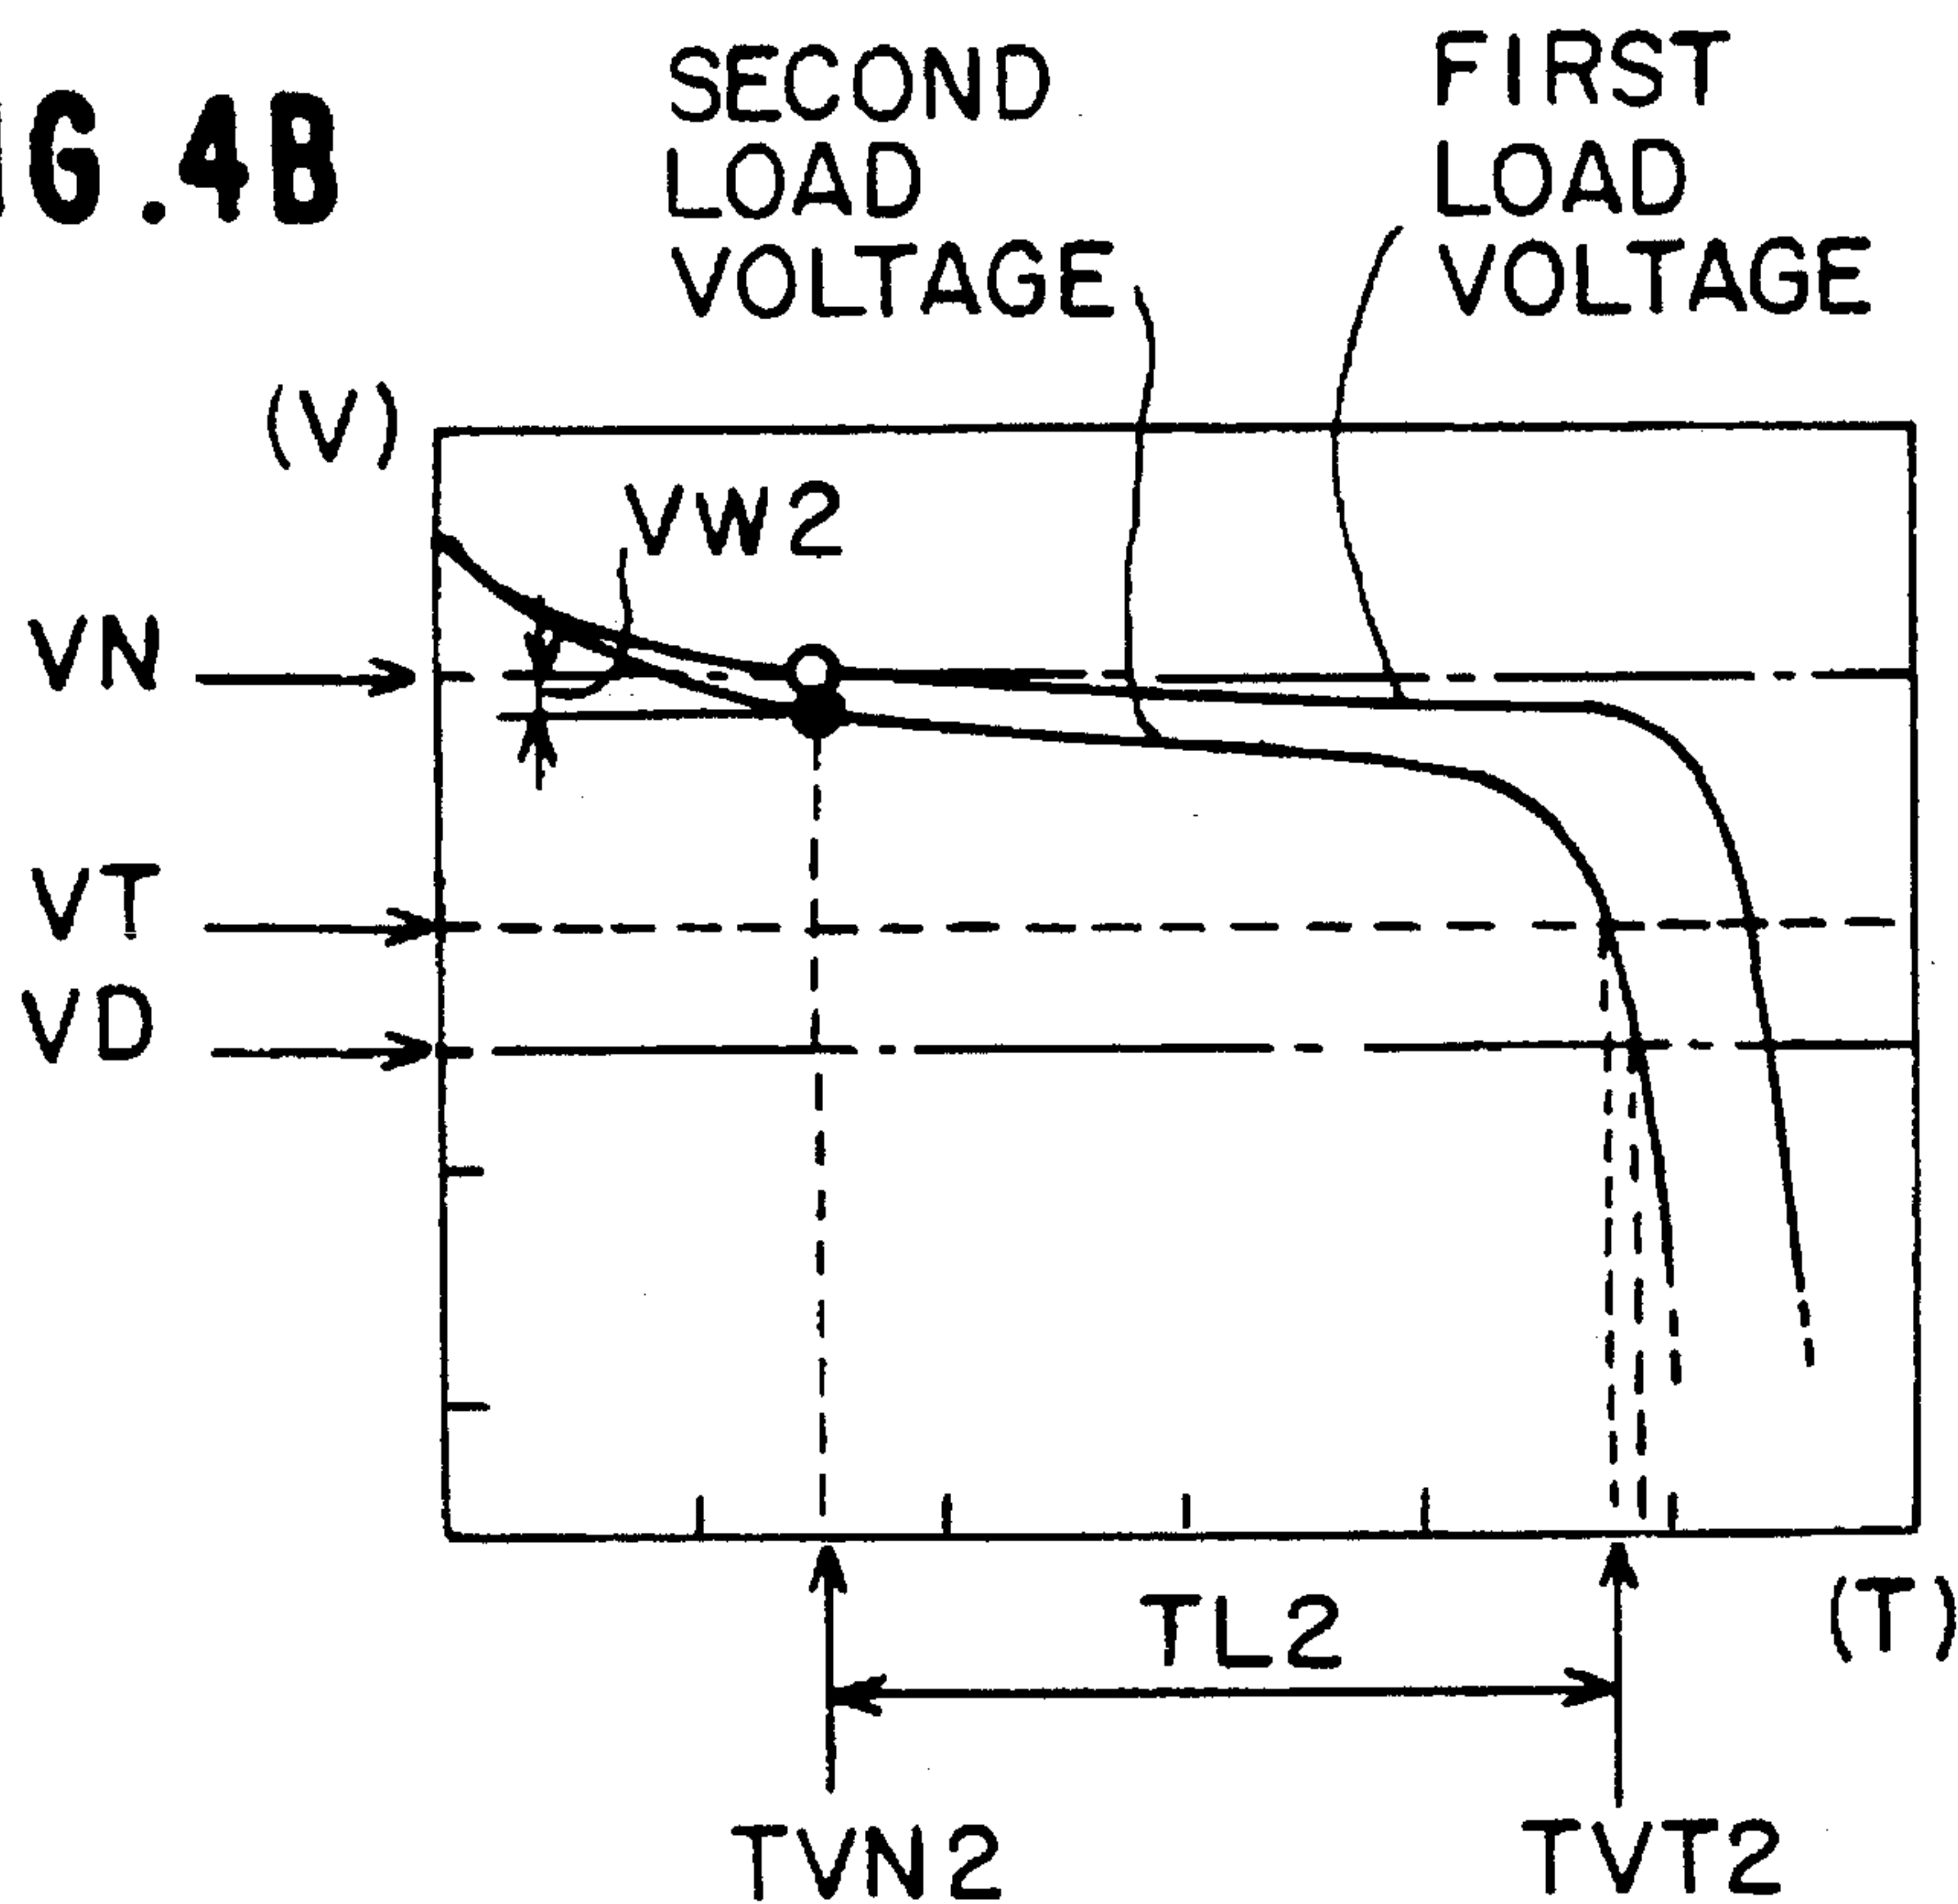 IG.4B
SECOND
LOAD
VOLTAGE
FIRST
LOAD
VOLTAGE
(V)
VW2
VN
VT
VD
TL2
(T)
TVN2
TVT2